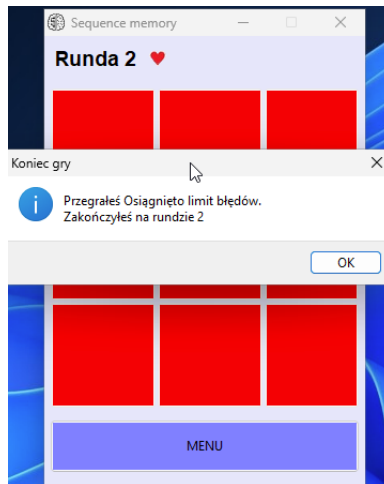 Sequence memory
Runda 2
Koniec gry
Przegrałeś Osiągnięto limit błędów.
Zakończyłeś na rundzie 2
OK
MENU